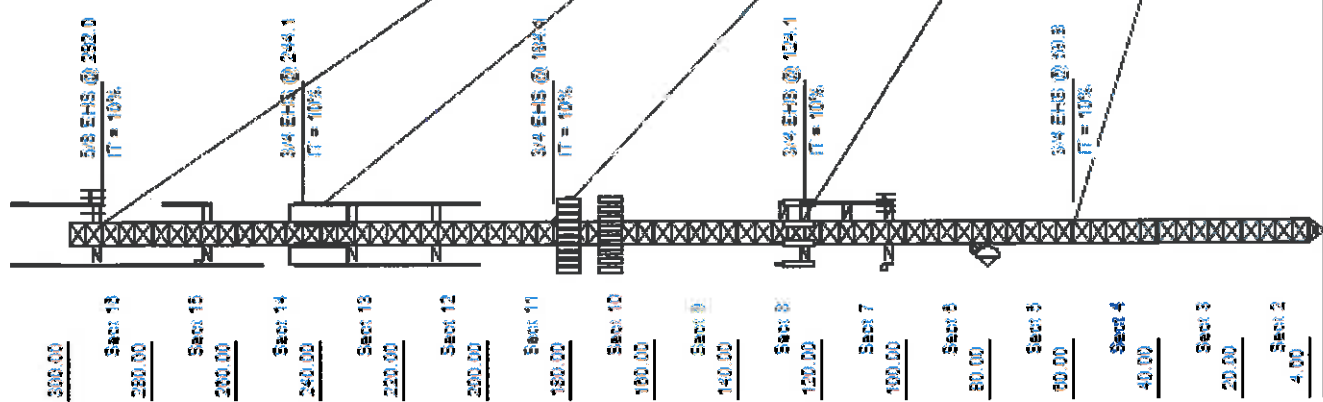 5/8 EHS @ 292.0
IT = 10%
3/4 EHS @ 244.1
IT = 10%
3/4 EHS @ 184.1
IT = 10%
3/4 EHS @ 124.1
IT = 10%
3/4 EHS @ 59.8
IT = 10%
Sect 16
Sect 15
Sect 14
Sect 13
Sect 12
Sect 11
Sect 10
Sect 9
Sect 8
Sect 7
Sect 6
Sect 5
Sect 4
Sect 3
Sect 2
300.00
280.00
260.00
240.00
220.00
200.00
180.00
160.00
140.00
120.00
100.00
80.00
60.00
40.00
20.00
4.00